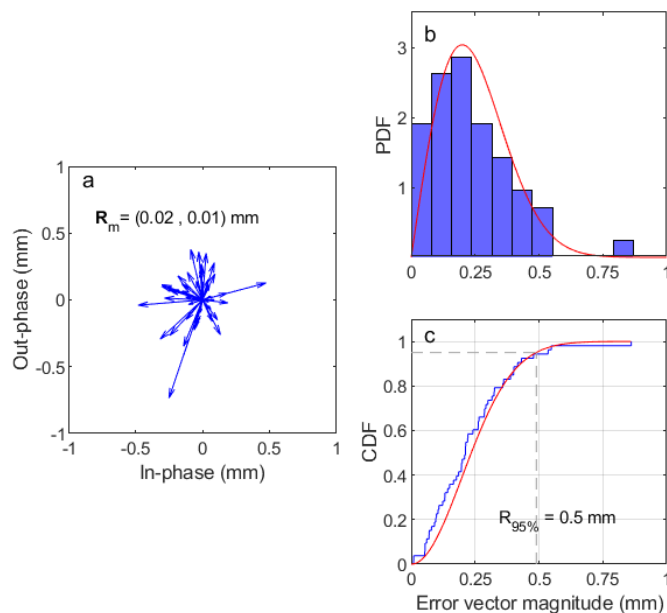 a
R_m = (0.02 , 0.01) mm
Out-phase (mm)
1
0.5
0
-0.5
-1
-1 -0.5 0 0.5 1
In-phase (mm)
b
PDF
3
2
1
0 0.25 0.5 0.75 1
c
CDF
1
0.8
0.6
0.4
0.2
0
R_95% = 0.5 mm
0 0.25 0.5 0.75 1
Error vector magnitude (mm)